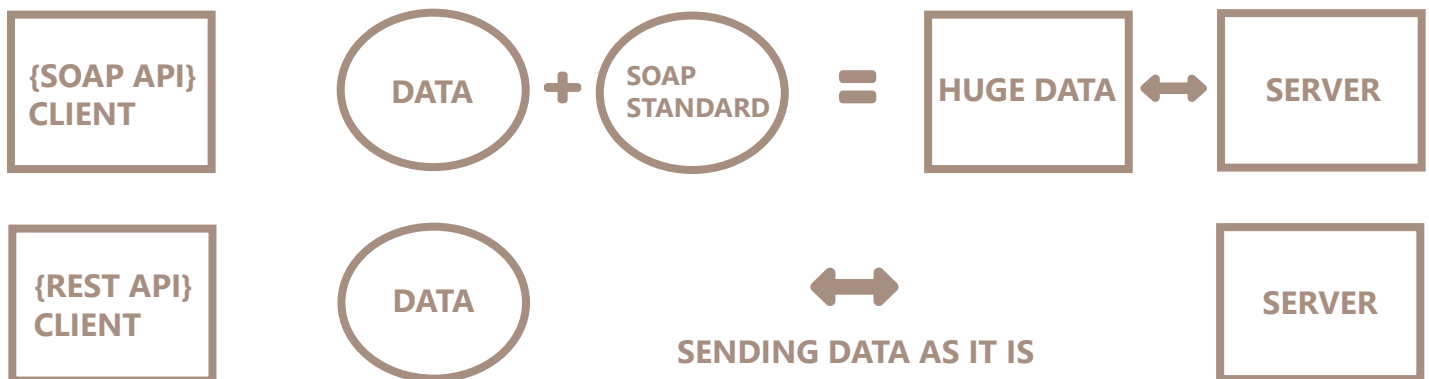 {SOAP API}
CLIENT
DATA
+
SOAP
STANDARD
=
HUGE DATA
SERVER
{REST API}
CLIENT
DATA
SENDING DATA AS IT IS
SERVER